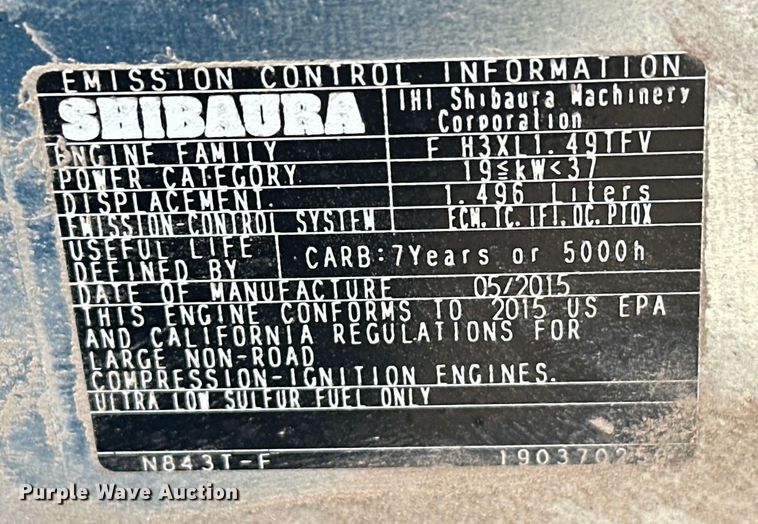 EMISSION CONTROL INFORMATION
SHIBAURA
IHI Shibaura Machinery
Corporation
ENGINE FAMILY F H3XL1.49TFV
POWER CATEGORY 19≦kW<37
DISPLACEMENT 1.496 Liters
EMISSION-CONTROL SYSTEM ECM.TC.IFI.OC.PTOX
USEFUL LIFE
DEFINED BY
CARB:7Years or 5000h
DATE OF MANUFACTURE 05/2015
THIS ENGINE CONFORMS TO 2015 US EPA
AND CALIFORNIA REGULATIONS FOR
LARGE NON-ROAD
COMPRESSION-IGNITION ENGINES.
ULTRA LOW SULFUR FUEL ONLY
N843T-F
Purple Wave Auction